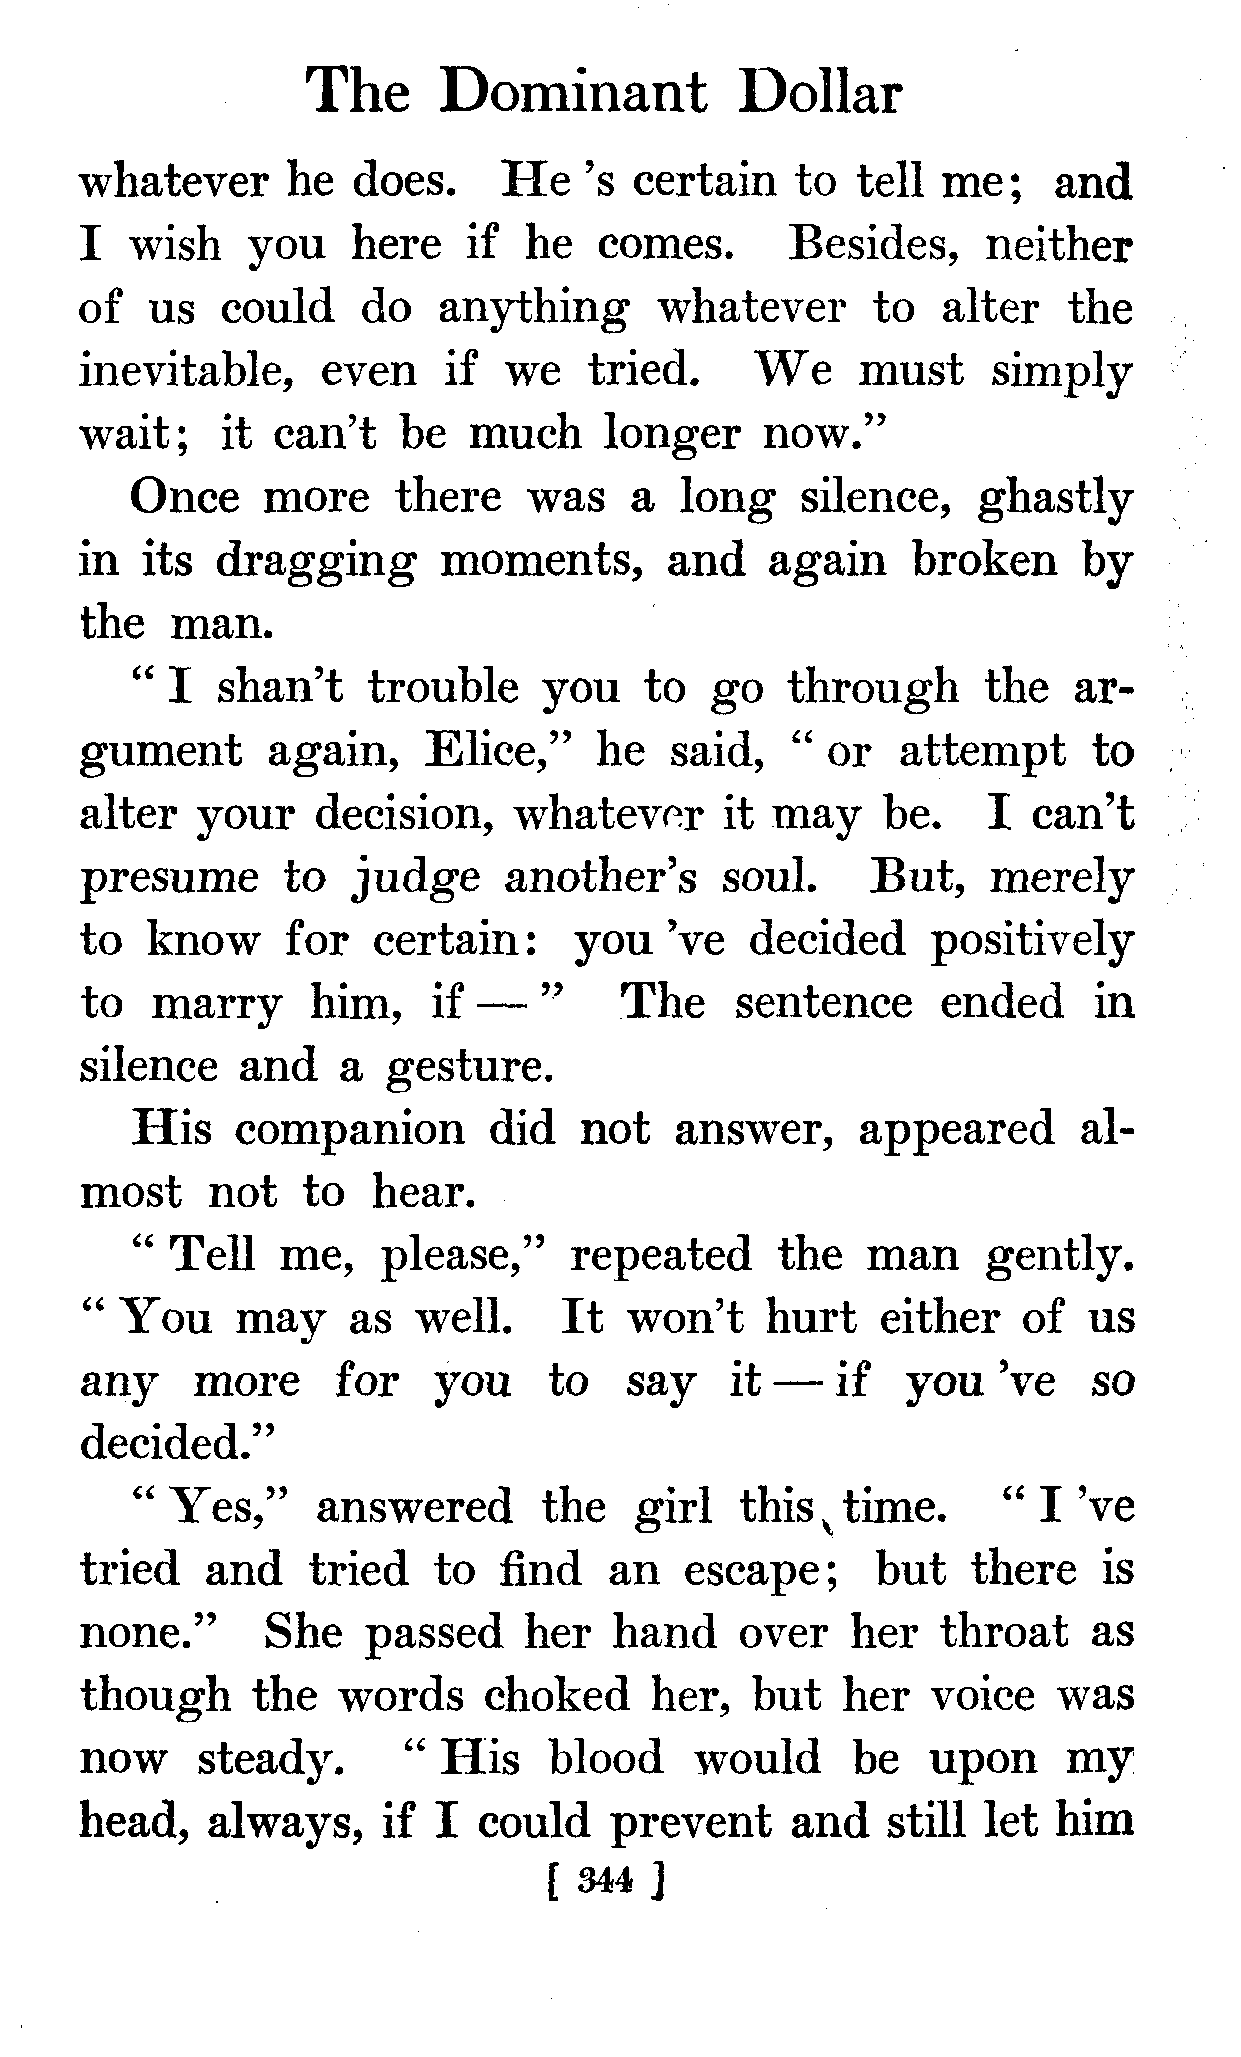 The Dominant Dollar
whatever he does. He 's certain to tell me; and
I wish you here if he comes. Besides, neither
of us could do anything whatever to alter the
inevitable, even if we tried. We must simply
wait; it can't be much longer now."
Once more there was a long silence, ghastly
in its dragging moments, and again broken by
the man.
" I shan't trouble you to go through the ar-
gument again, Elice," he said, " or attempt to
alter your decision, whatever it may be. I can't
presume to judge another's soul. But, merely
to know for certain: you 've decided positively
to marry him, if — " The sentence ended in
silence and a gesture.
His companion did not answer, appeared al-
most not to hear.
" Tell me, please," repeated the man gently.
" You may as well. It won't hurt either of us
any more for you to say it — if you 've so
decided."
" Yes," answered the girl this time. " I 've
tried and tried to find an escape; but there is
none." She passed her hand over her throat as
though the words choked her, but her voice was
now steady. " His blood would be upon my
head, always, if I could prevent and still let him
[ 344 ]